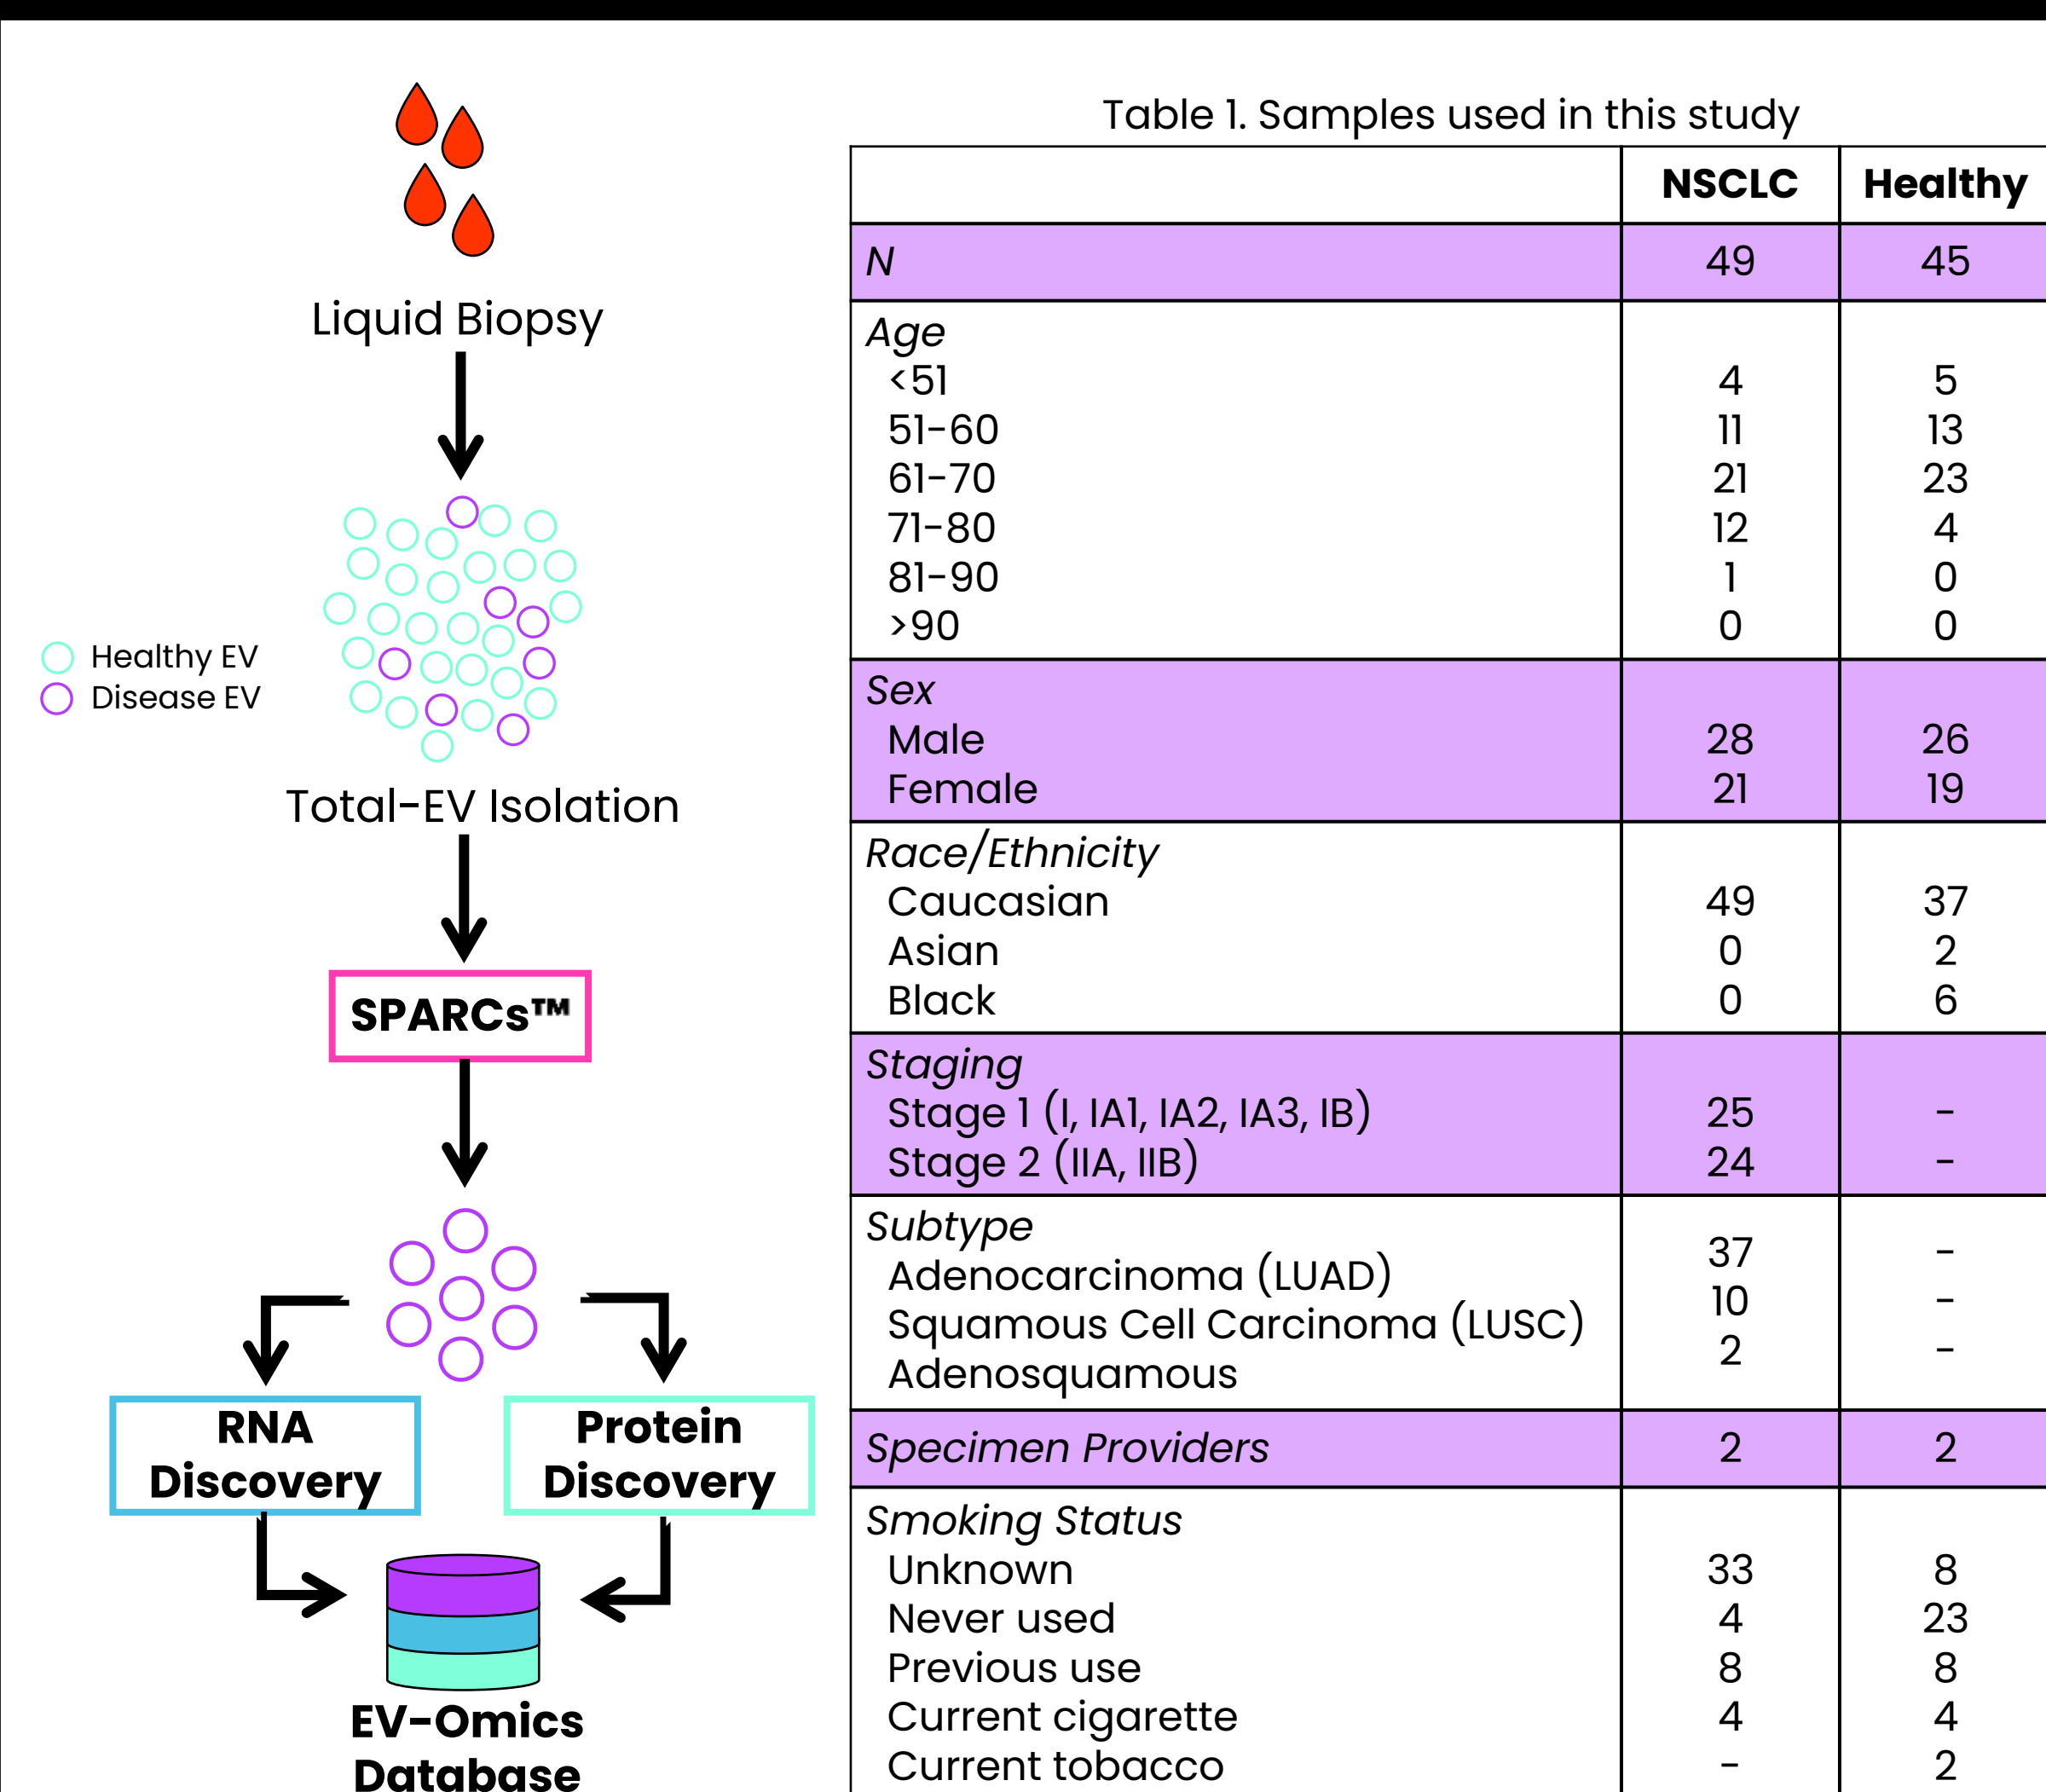 Liquid Biopsy
Healthy EV
Disease EV
Total-EV Isolation
SPARCs™
RNA
Discovery
Protein
Discovery
EV-Omics
Database
Table 1. Samples used in this study
NSCLC Healthy
N 49 45
Age
<51 4 5
51-60 11 13
61-70 21 23
71-80 12 4
81-90 1 0
>90 0 0
Sex
Male 28 26
Female 21 19
Race/Ethnicity
Caucasian 49 37
Asian 0 2
Black 0 6
Staging
Stage 1 (I, IA1, IA2, IA3, IB) 25 -
Stage 2 (IIA, IIB) 24 -
Subtype
Adenocarcinoma (LUAD) 37 -
Squamous Cell Carcinoma (LUSC) 10 -
Adenosquamous 2 -
Specimen Providers 2 2
Smoking Status
Unknown 33 8
Never used 4 23
Previous use 8 8
Current cigarette 4 4
Current tobacco - 2